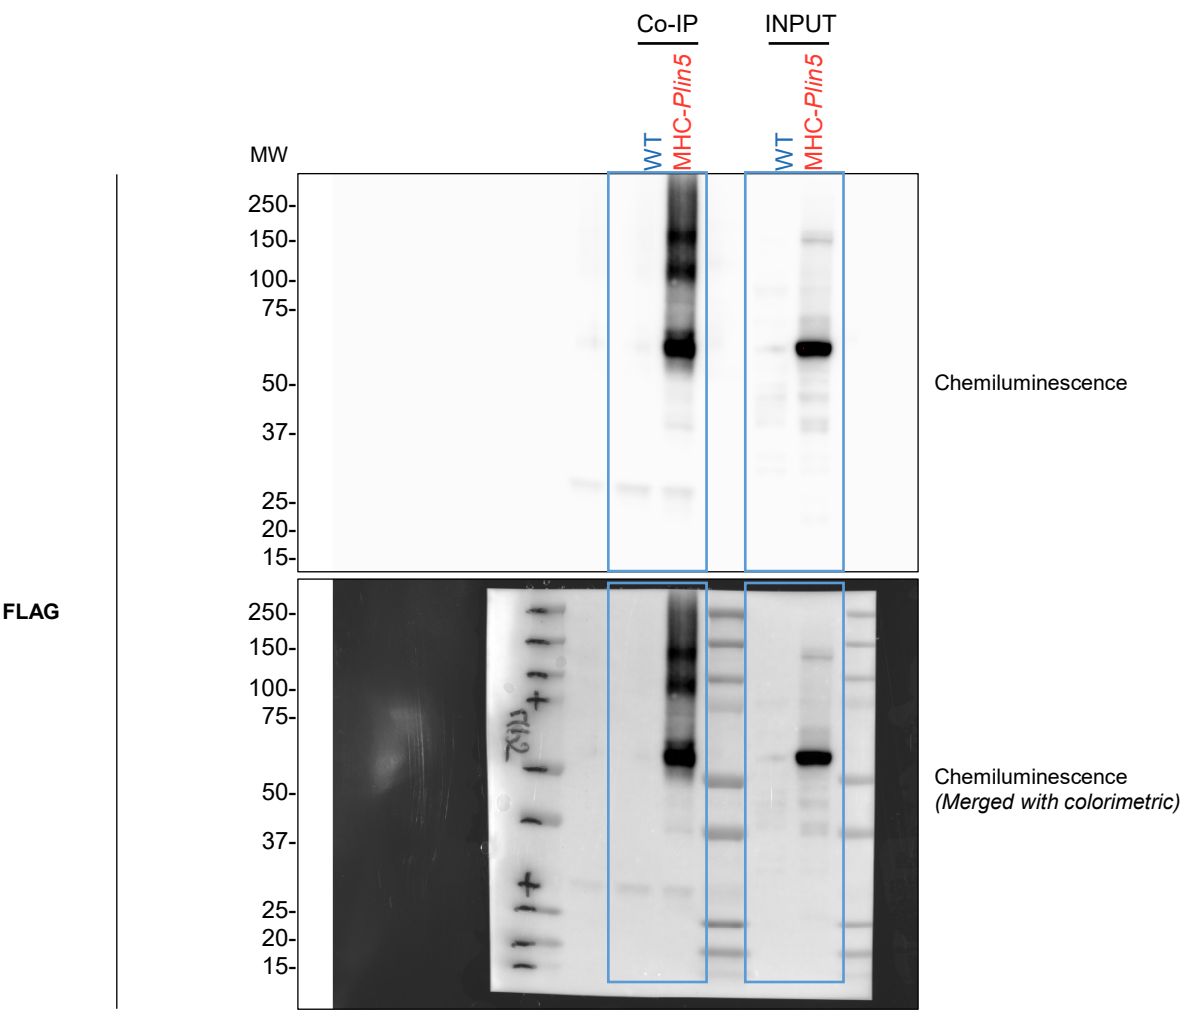 Co-IP INPUT
WT
MHC-Plin5
WT
MHC-Plin5
MW
250-
150-
100-
75-
50-
37-
25-
20-
15-
Chemiluminescence
FLAG
250-
150-
100-
75-
50-
37-
25-
20-
15-
Chemiluminescence
(Merged with colorimetric)